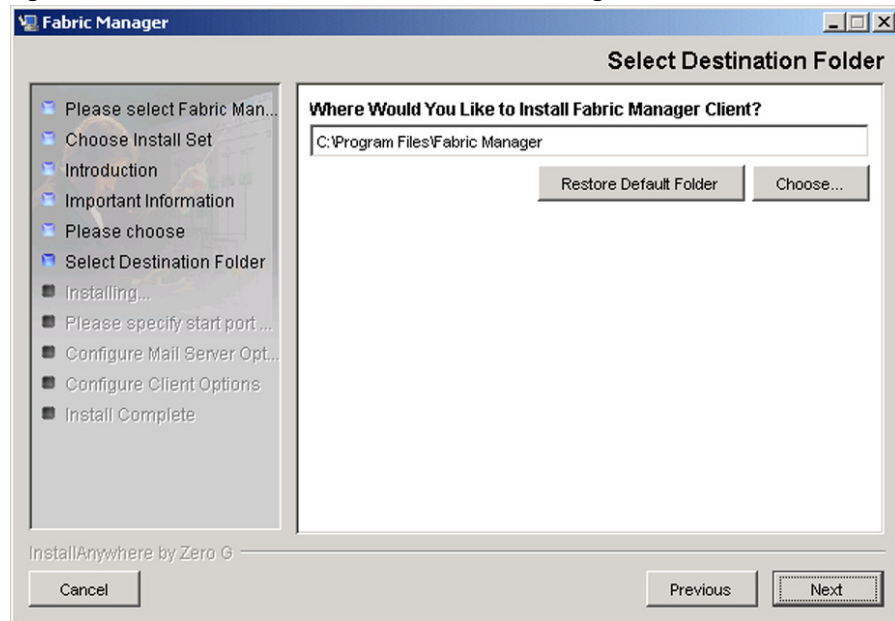 Fabric Manager
Select Destination Folder
Please select Fabric Man...
Choose Install Set
Introduction
Important Information
Please choose
Select Destination Folder
Installing...
Please specify start port ...
Configure Mail Server Opt...
Configure Client Options
Install Complete
Where Would You Like to Install Fabric Manager Client?
C:\Program Files\Fabric Manager
Restore Default Folder
Choose...
InstallAnywhere by Zero G
Cancel
Previous
Next